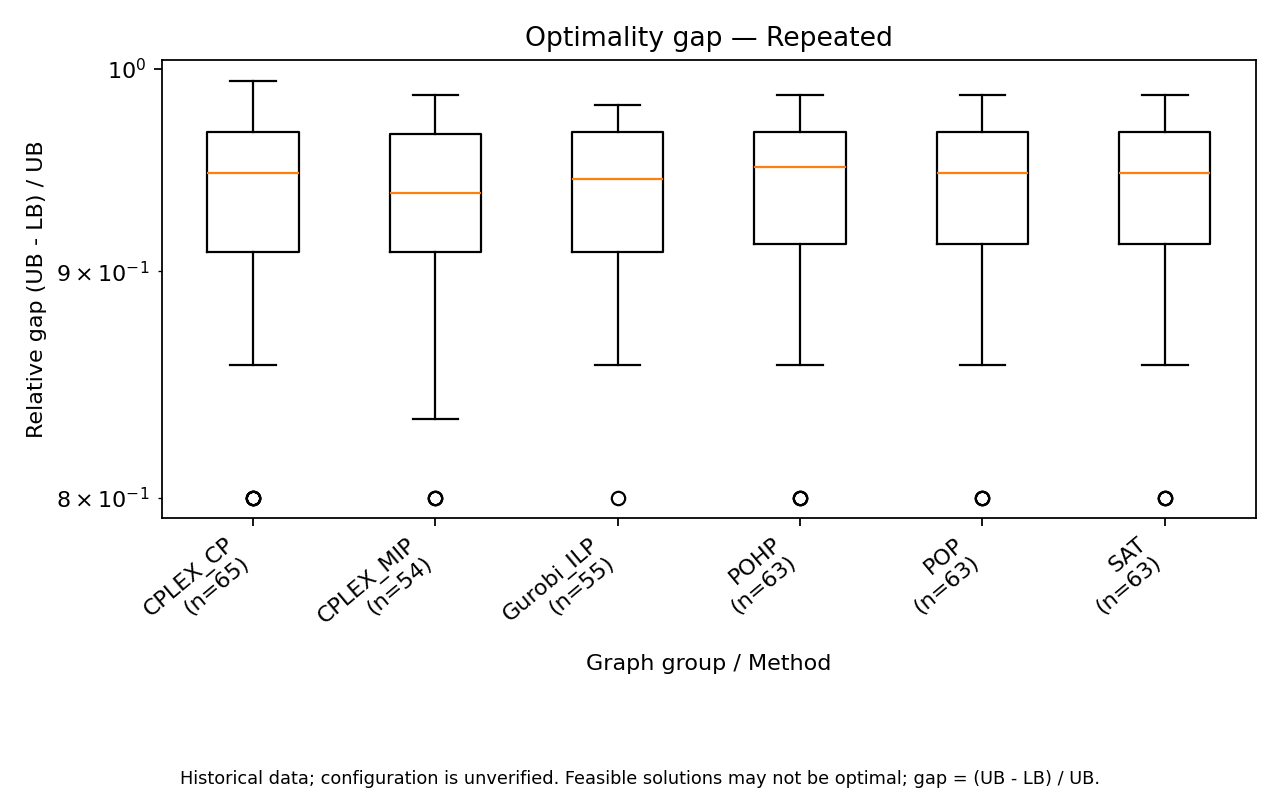 Optimality gap — Repeated
Relative gap (UB - LB) / UB
10⁰
9 × 10⁻¹
8 × 10⁻¹
CPLEX_CP
(n=65)
CPLEX_MIP
(n=54)
Gurobi_ILP
(n=55)
POHP
(n=63)
POP
(n=63)
SAT
(n=63)
Graph group / Method
Historical data; configuration is unverified. Feasible solutions may not be optimal; gap = (UB - LB) / UB.